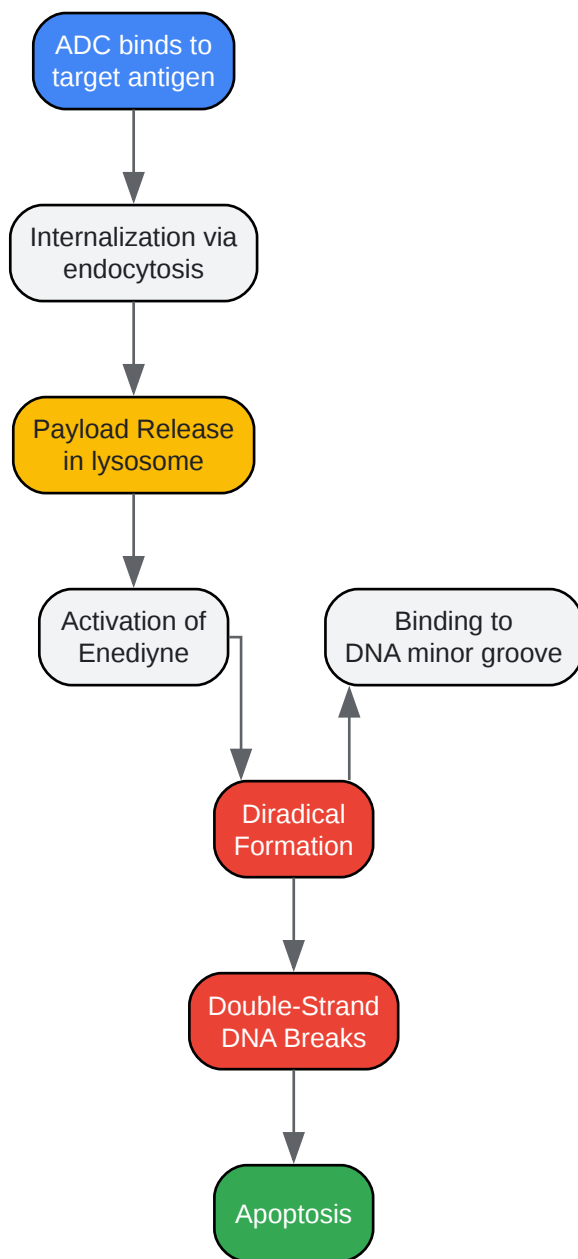 ADC binds to
target antigen
Internalization via
endocytosis
Payload Release
in lysosome
Activation of
Enediyne
Binding to
DNA minor groove
Diradical
Formation
Double-Strand
DNA Breaks
Apoptosis